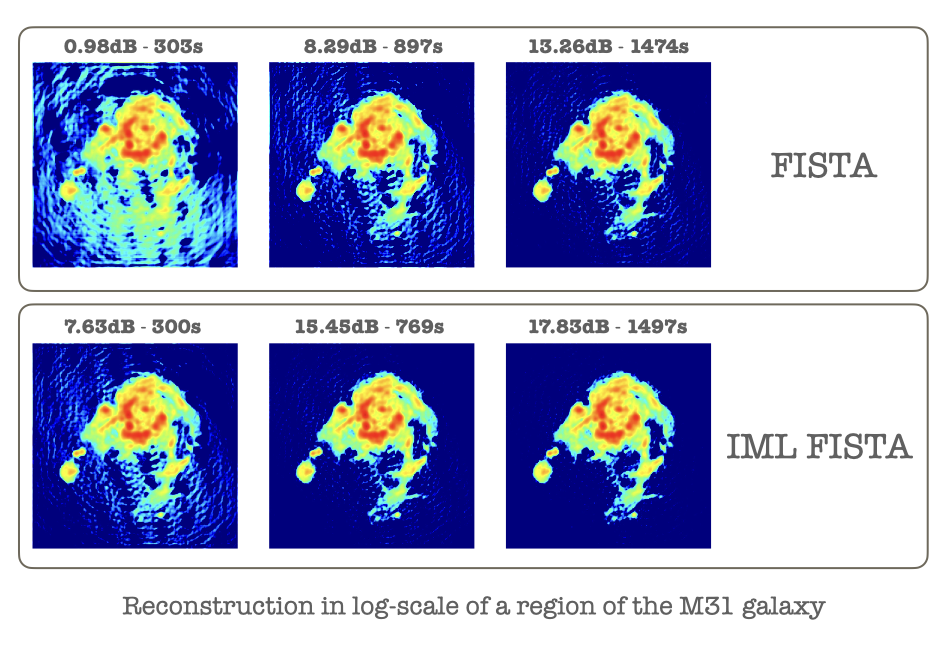 0.98dB - 303s
8.29dB - 897s
13.26dB - 1474s
FISTA
7.63dB - 300s
15.45dB - 769s
17.83dB - 1497s
IML FISTA
Reconstruction in log-scale of a region of the M31 galaxy